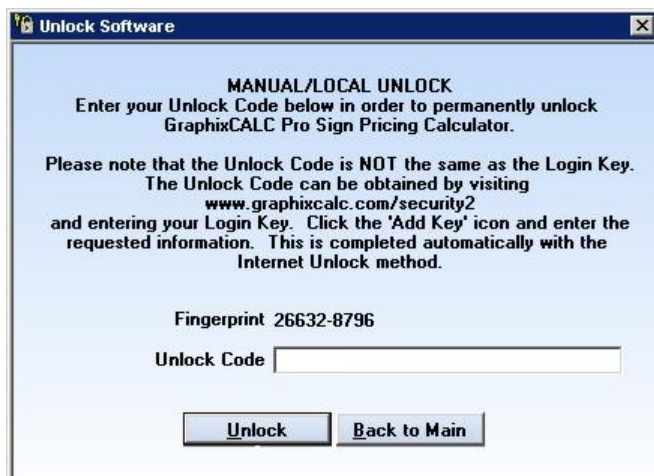 Unlock Software
MANUAL/LOCAL UNLOCK
Enter your Unlock Code below in order to permanently unlock
GraphixCALC Pro Sign Pricing Calculator.
Please note that the Unlock Code is NOT the same as the Login Key.
The Unlock Code can be obtained by visiting
www.graphixcalc.com/security2
and entering your Login Key.  Click the 'Add Key' icon and enter the
requested information.  This is completed automatically with the
Internet Unlock method.
Fingerprint 26632-8796
Unlock Code
Unlock Back to Main